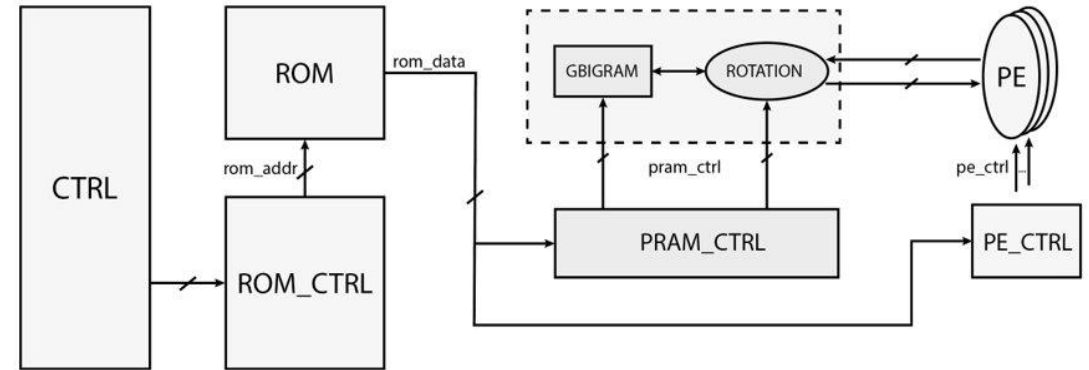 CTRL
ROM
rom_data
rom_addr
ROM_CTRL
GBIGRAM
ROTATION
PE
pram_ctrl
pe_ctrl ...
PRAM_CTRL
PE_CTRL